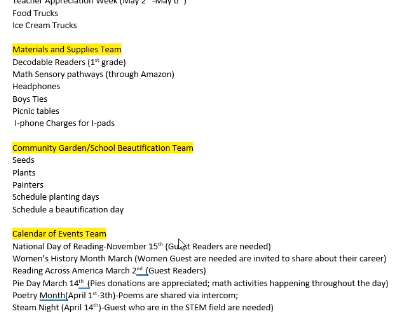 Teacher Appreciation Week (May 2nd-May 6th)
Food Trucks
Ice Cream Trucks
Materials and Supplies Team
Decodable Readers (1st grade)
Math Sensory pathways (through Amazon)
Headphones
Boys Ties
Picnic tables
I-phone Charges for I-pads
Community Garden/School Beautification Team
Seeds
Plants
Painters
Schedule planting days
Schedule a beautification day
Calendar of Events Team
National Day of Reading-November 15th (Guest Readers are needed)
Women's History Month March (Women Guest are needed are invited to share about their career)
Reading Across America March 2nd (Guest Readers)
Pie Day March 14th (Pies donations are appreciated; math activities happening throughout the day)
Poetry Month(April 1st-3th)-Poems are shared via intercom;
Steam Night (April 14th)-Guest who are in the STEM field are needed)